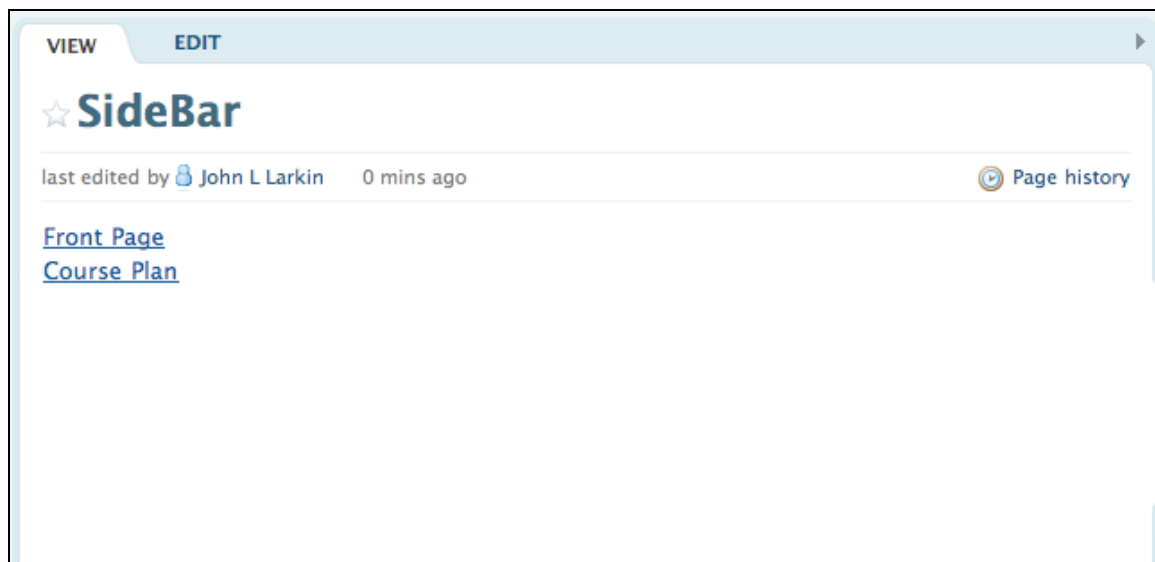 VIEW EDIT
SideBar
last edited by John L Larkin 0 mins ago Page history
Front Page
Course Plan